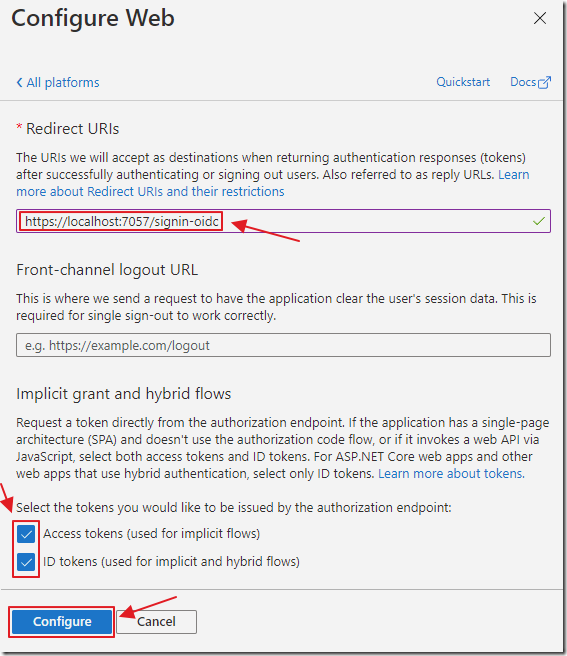 Configure Web
All platforms
Quickstart
Docs
* Redirect URIs
The URIs we will accept as destinations when returning authentication responses (tokens)
after successfully authenticating or signing out users. Also referred to as reply URLs. Learn
more about Redirect URIs and their restrictions
https://localhost:7057/signin-oidc
Front-channel logout URL
This is where we send a request to have the application clear the user's session data. This is
required for single sign-out to work correctly.
e.g. https://example.com/logout
Implicit grant and hybrid flows
Request a token directly from the authorization endpoint. If the application has a single-page
architecture (SPA) and doesn't use the authorization code flow, or if it invokes a web API via
JavaScript, select both access tokens and ID tokens. For ASP.NET Core web apps and other
web apps that use hybrid authentication, select only ID tokens. Learn more about tokens.
Select the tokens you would like to be issued by the authorization endpoint:
Access tokens (used for implicit flows)
ID tokens (used for implicit and hybrid flows)
Configure
Cancel